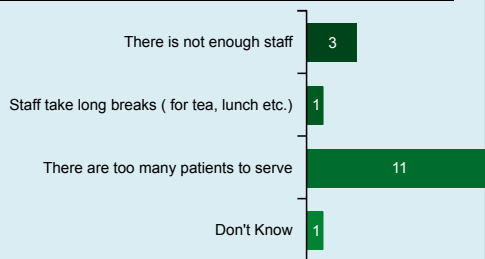 There is not enough staff
3
Staff take long breaks ( for tea, lunch etc.)
1
There are too many patients to serve
11
Don't Know
1